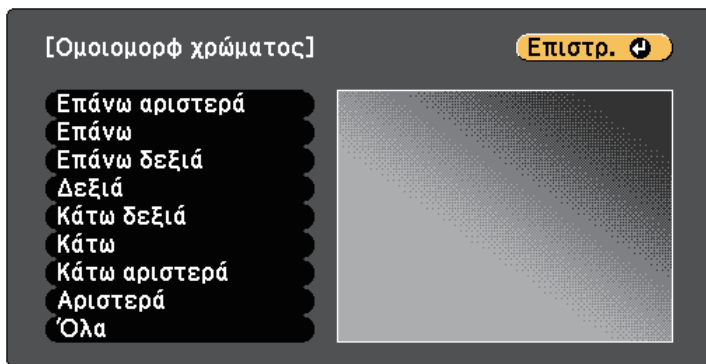 [Ομοιομορφ χρώματος]
Επιστρ.
Επάνω αριστερά
Επάνω
Επάνω δεξιά
Δεξιά
Κάτω δεξιά
Κάτω
Κάτω αριστερά
Αριστερά
Όλα